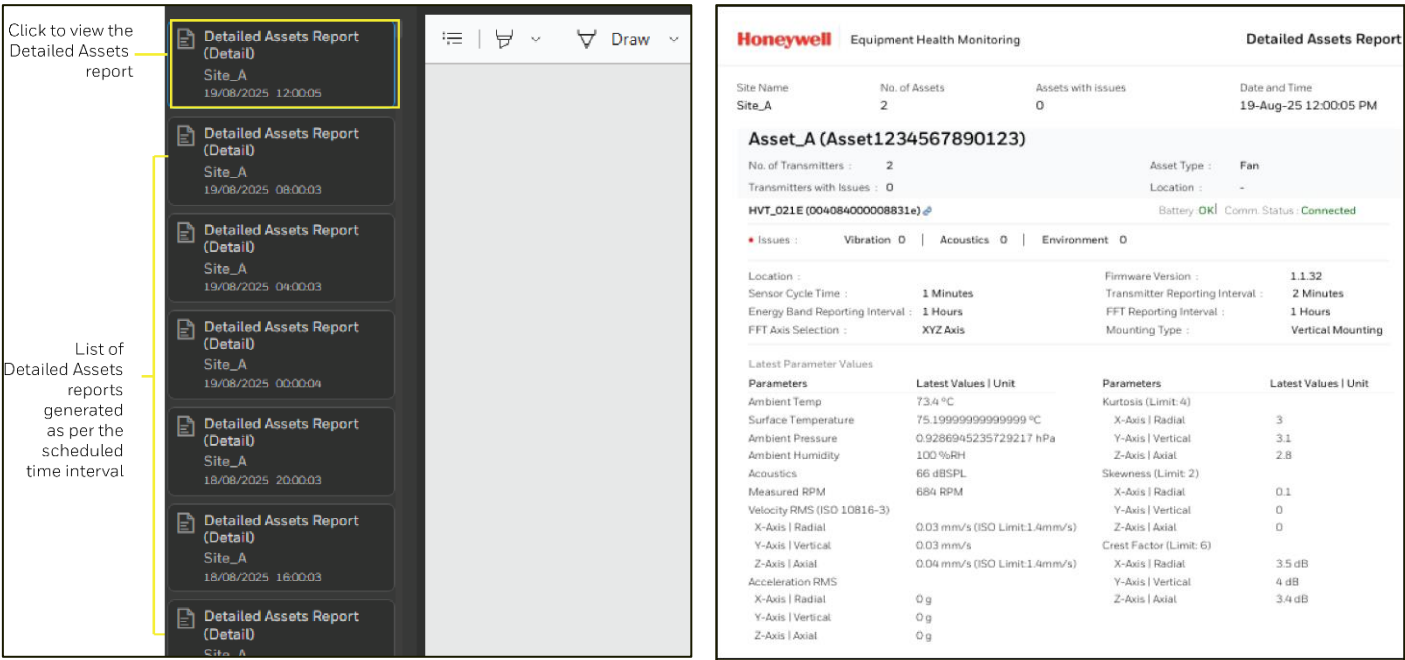 Click to view the
Detailed Assets
report
List of
Detailed Assets
reports
generated
as per the
scheduled
time interval
Detailed Assets Report
(Detail)
Site_A
19/08/2025 12:00:05
Detailed Assets Report
(Detail)
Site_A
19/08/2025 08:00:03
Detailed Assets Report
(Detail)
Site_A
19/08/2025 04:00:03
Detailed Assets Report
(Detail)
Site_A
19/08/2025 00:00:04
Detailed Assets Report
(Detail)
Site_A
18/08/2025 20:00:03
Detailed Assets Report
(Detail)
Site_A
18/08/2025 16:00:03
Detailed Assets Report
(Detail)
Site_A
Draw
Honeywell Equipment Health Monitoring Detailed Assets Report
Site Name No. of Assets Assets with issues Date and Time
Site_A 2 0 19-Aug-25 12:00:05 PM
Asset_A (Asset1234567890123)
No. of Transmitters : 2 Asset Type : Fan
Transmitters with Issues : 0 Location : -
HVT_021E (004084000008831e) Battery OK| Comm. Status : Connected
• Issues : Vibration 0 | Acoustics 0 | Environment 0
Location : Firmware Version : 1.1.32
Sensor Cycle Time : 1 Minutes Transmitter Reporting Interval : 2 Minutes
Energy Band Reporting Interval : 1 Hours FFT Reporting Interval : 1 Hours
FFT Axis Selection : XYZ Axis Mounting Type : Vertical Mounting
Latest Parameter Values
Parameters Latest Values | Unit Parameters Latest Values | Unit
Ambient Temp 73.4 ºC Kurtosis (Limit: 4)
Surface Temperature 75.19999999999999 ºC X-Axis | Radial 3
Ambient Pressure 0.9286945235729217 hPa Y-Axis | Vertical 3.1
Ambient Humidity 100 %RH Z-Axis | Axial 2.8
Acoustics 66 dBSPL Skewness (Limit: 2)
Measured RPM 684 RPM X-Axis | Radial 0.1
Velocity RMS (ISO 10816-3) Y-Axis | Vertical 0
X-Axis | Radial 0.03 mm/s (ISO Limit:1.4mm/s) Z-Axis | Axial 0
Y-Axis | Vertical 0.03 mm/s Crest Factor (Limit: 6)
Z-Axis | Axial 0.04 mm/s (ISO Limit:1.4mm/s) X-Axis | Radial 3.5 dB
Acceleration RMS Y-Axis | Vertical 4 dB
X-Axis | Radial 0 g Z-Axis | Axial 3.4 dB
Y-Axis | Vertical 0 g
Z-Axis | Axial 0 g